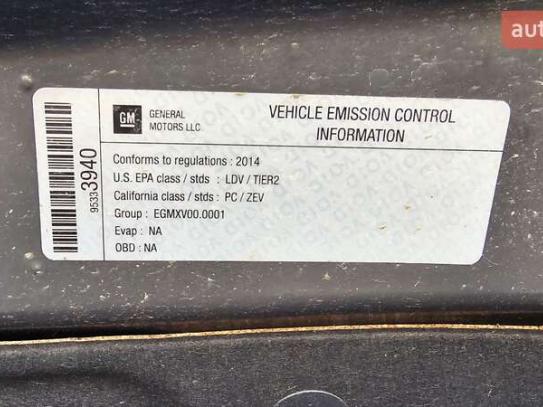 aut
GM
GENERAL
MOTORS LLC
VEHICLE EMISSION CONTROL
INFORMATION
95333940
Conforms to regulations : 2014
U.S. EPA class / stds : LDV / TIER2
California class / stds : PC / ZEV
Group : EGMXV00.0001
Evap : NA
OBD : NA